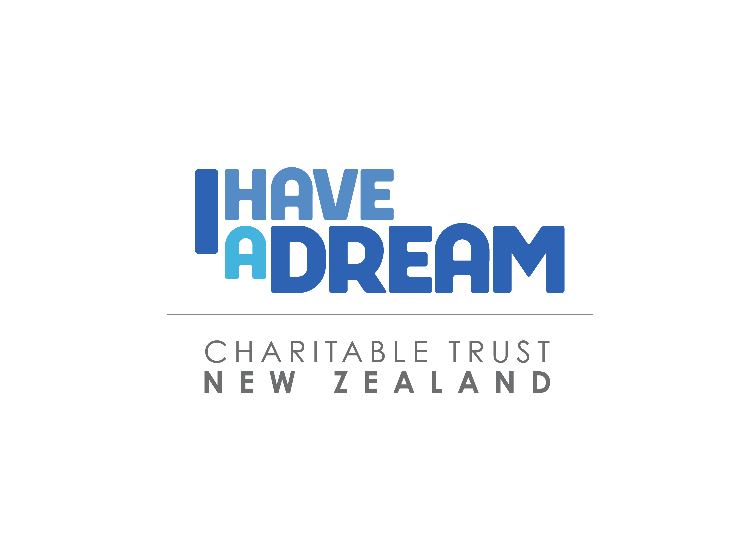 I HAVE
A DREAM
CHARITABLE TRUST
NEW ZEALAND